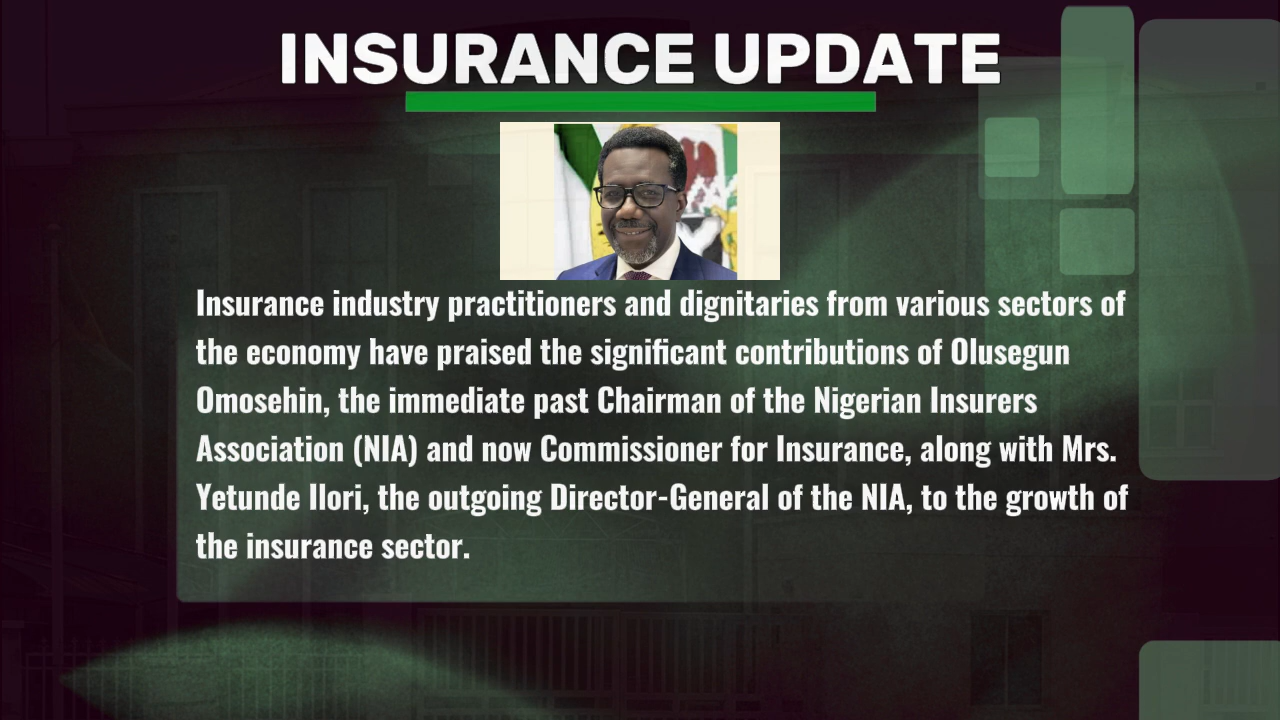 INSURANCE UPDATE
Insurance industry practitioners and dignitaries from various sectors of
the economy have praised the significant contributions of Olusegun
Omosehin, the immediate past Chairman of the Nigerian Insurers
Association (NIA) and now Commissioner for Insurance, along with Mrs.
Yetunde Ilori, the outgoing Director-General of the NIA, to the growth of
the insurance sector.